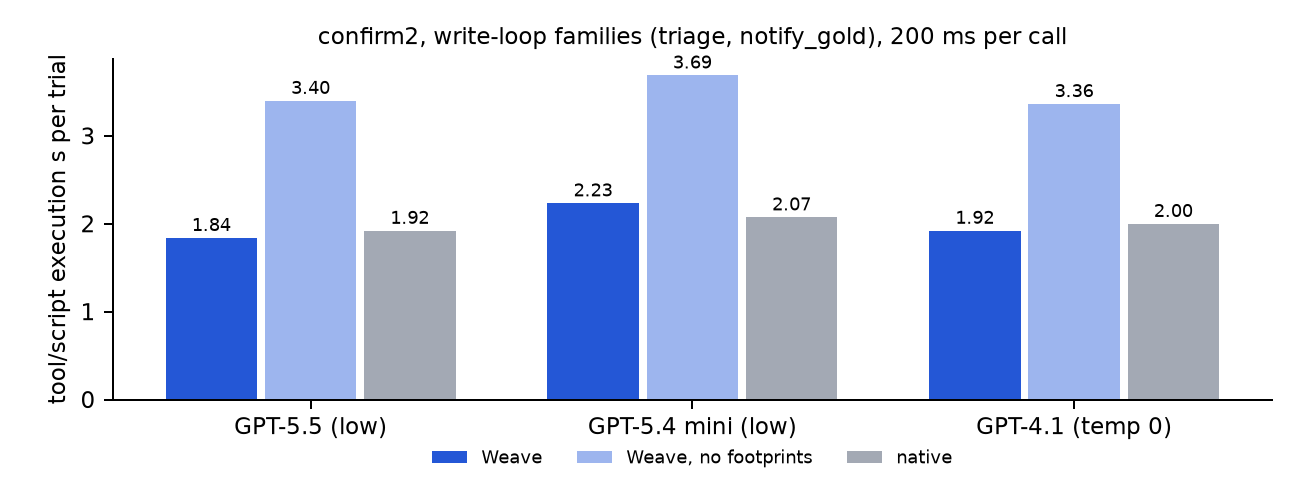 confirm2, write-loop families (triage, notify_gold), 200 ms per call
tool/script execution s per trial
3
2
1
0
1.84
3.40
1.92
2.23
3.69
2.07
1.92
3.36
2.00
GPT-5.5 (low)
GPT-5.4 mini (low)
GPT-4.1 (temp 0)
Weave
Weave, no footprints
native